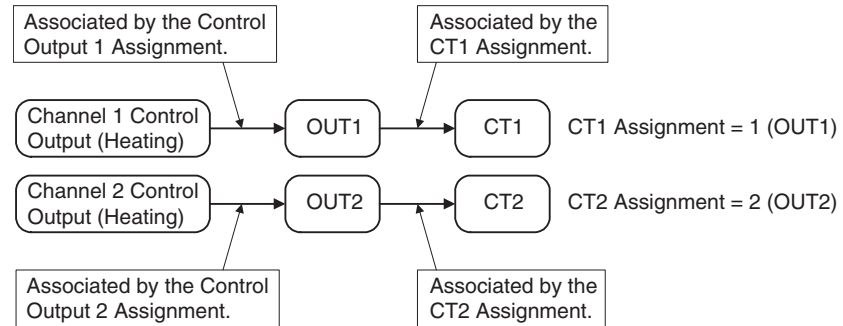 Associated by the Control
Output 1 Assignment.
Associated by the
CT1 Assignment.
Channel 1 Control
Output (Heating)
OUT1
CT1
CT1 Assignment = 1 (OUT1)
Channel 2 Control
Output (Heating)
OUT2
CT2
CT2 Assignment = 2 (OUT2)
Associated by the Control
Output 2 Assignment.
Associated by the
CT2 Assignment.